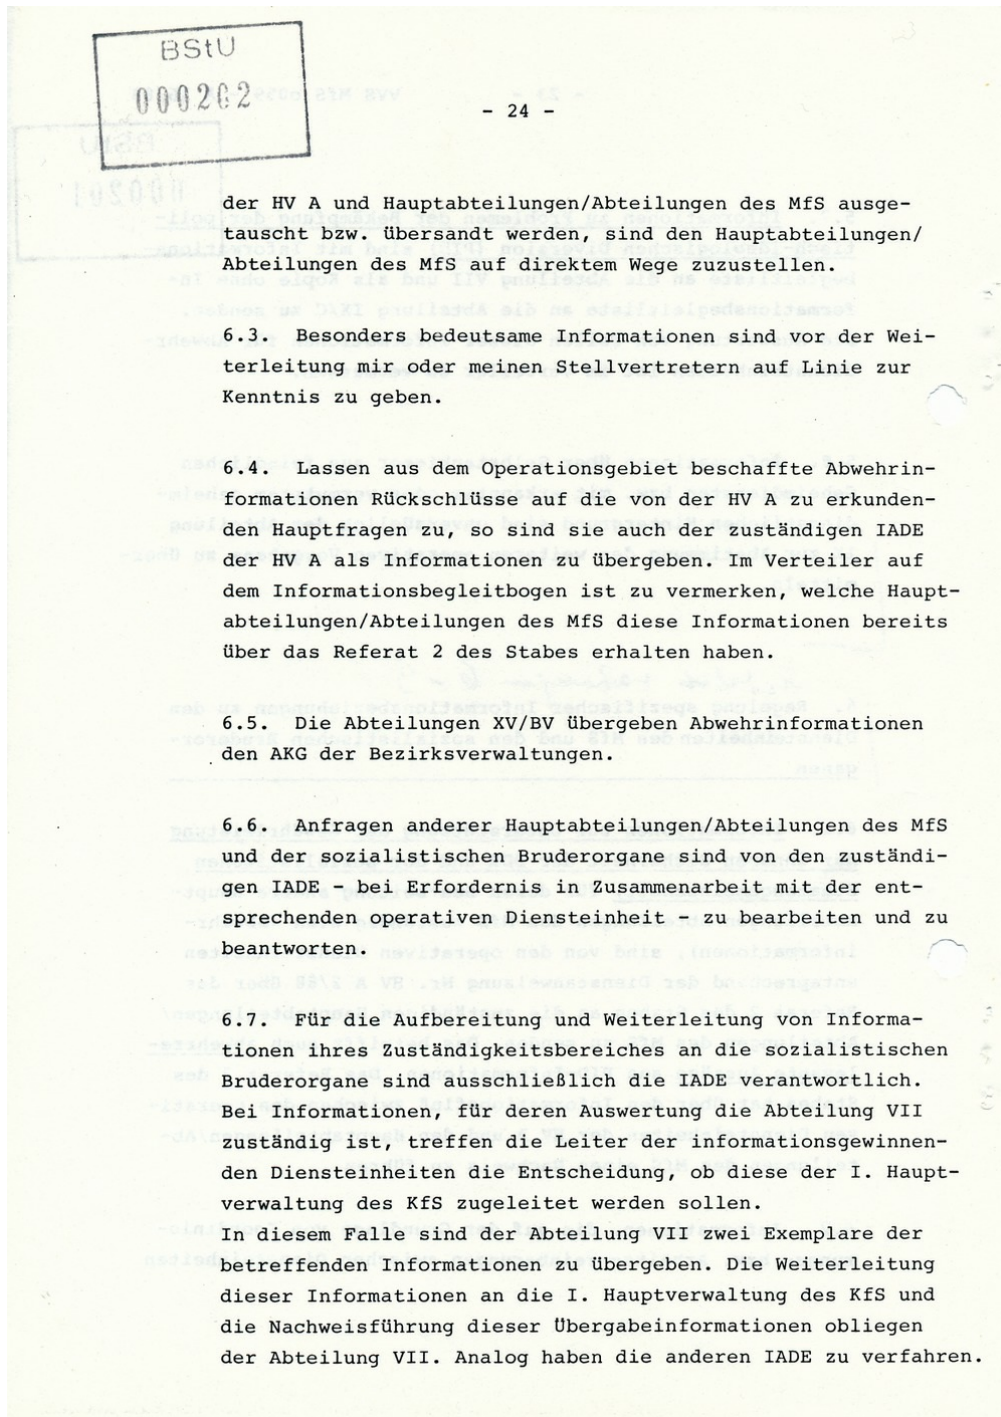 BStU
000202
- 24 -
der HV A und Hauptabteilungen/Abteilungen des MfS ausge-
tauscht bzw. übersandt werden, sind den Hauptabteilungen/
Abteilungen des MfS auf direktem Wege zuzustellen.
6.3. Besonders bedeutsame Informationen sind vor der Wei-
terleitung mir oder meinen Stellvertretern auf Linie zur
Kenntnis zu geben.
6.4. Lassen aus dem Operationsgebiet beschaffte Abwehrin-
formationen Rückschlüsse auf die von der HV A zu erkunden-
den Hauptfragen zu, so sind sie auch der zuständigen IADE
der HV A als Informationen zu übergeben. Im Verteiler auf
dem Informationsbegleitbogen ist zu vermerken, welche Haupt-
abteilungen/Abteilungen des MfS diese Informationen bereits
über das Referat 2 des Stabes erhalten haben.
6.5. Die Abteilungen XV/BV übergeben Abwehrinformationen
den AKG der Bezirksverwaltungen.
6.6. Anfragen anderer Hauptabteilungen/Abteilungen des MfS
und der sozialistischen Bruderorgane sind von den zuständi-
gen IADE - bei Erfordernis in Zusammenarbeit mit der ent-
sprechenden operativen Diensteinheit - zu bearbeiten und zu
beantworten.
6.7. Für die Aufbereitung und Weiterleitung von Informa-
tionen ihres Zuständigkeitsbereiches an die sozialistischen
Bruderorgane sind ausschließlich die IADE verantwortlich.
Bei Informationen, für deren Auswertung die Abteilung VII
zuständig ist, treffen die Leiter der informationsgewinnen-
den Diensteinheiten die Entscheidung, ob diese der I. Haupt-
verwaltung des KfS zugeleitet werden sollen.
In diesem Falle sind der Abteilung VII zwei Exemplare der
betreffenden Informationen zu übergeben. Die Weiterleitung
dieser Informationen an die I. Hauptverwaltung des KfS und
die Nachweisführung dieser Übergabeinformationen obliegen
der Abteilung VII. Analog haben die anderen IADE zu verfahren.